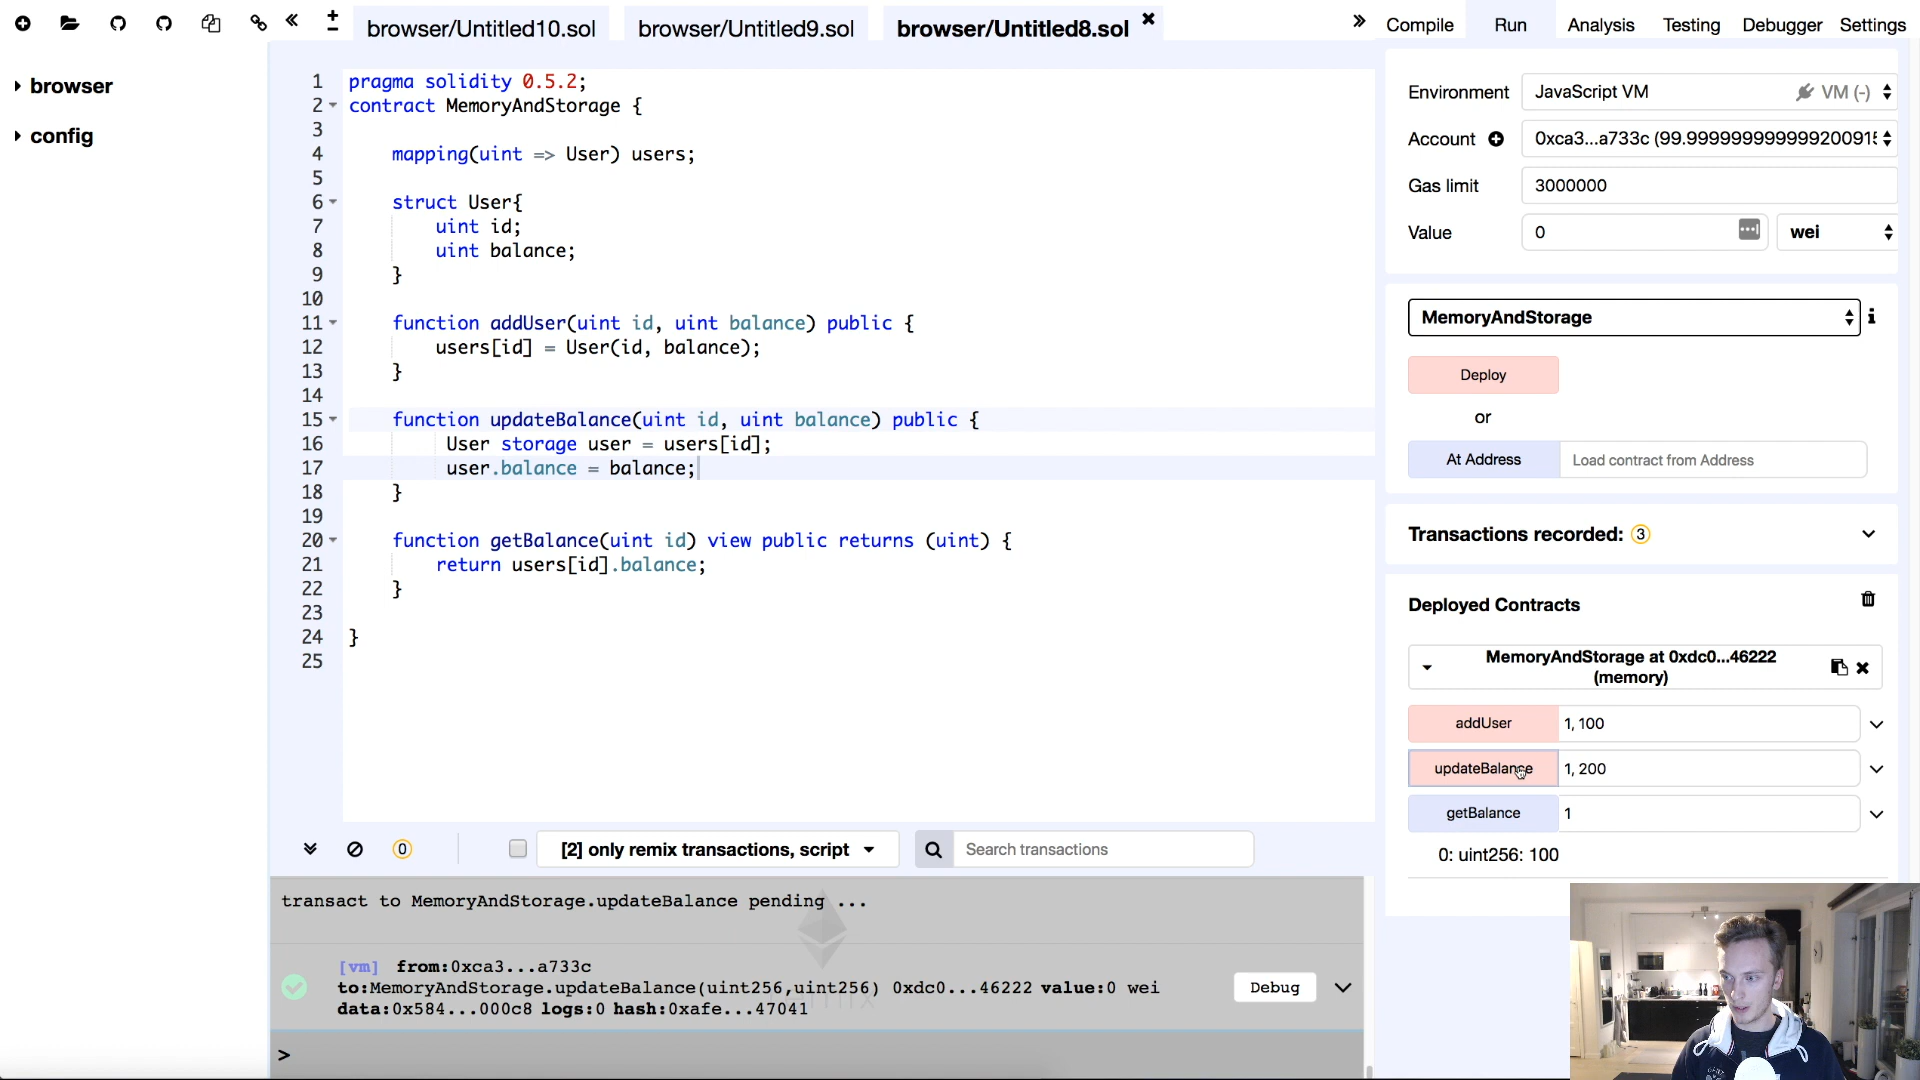 browser/Untitled10.sol
browser/Untitled9.sol
browser/Untitled8.sol
Compile
Run
Analysis
Testing
Debugger
Settings
browser
config
1 pragma solidity 0.5.2;
2 contract MemoryAndStorage {
3
4 mapping(uint => User) users;
5
6 struct User{
7 uint id;
8 uint balance;
9 }
10
11 function addUser(uint id, uint balance) public {
12 users[id] = User(id, balance);
13 }
14
15 function updateBalance(uint id, uint balance) public {
16 User storage user = users[id];
17 user.balance = balance;
18 }
19
20 function getBalance(uint id) view public returns (uint) {
21 return users[id].balance;
22 }
23
24 }
25
0
[2] only remix transactions, script
Search transactions
transact to MemoryAndStorage.updateBalance pending ...
[vm] from:0xca3...a733c
to:MemoryAndStorage.updateBalance(uint256,uint256) 0xdc0...46222 value:0 wei
data:0x584...000c8 logs:0 hash:0xafe...47041
Debug
>
Environment JavaScript VM VM (-)
Account 0xca3...a733c (99.999999999999200915
Gas limit 3000000
Value 0 wei
MemoryAndStorage
Deploy
or
At Address Load contract from Address
Transactions recorded: 3
Deployed Contracts
MemoryAndStorage at 0xdc0...46222
(memory)
addUser 1, 100
updateBalance 1, 200
getBalance 1
0: uint256: 100